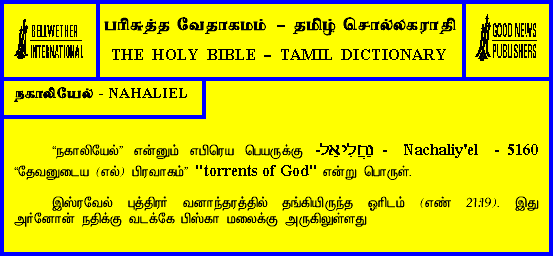 BELLWETHER
INTERNATIONAL
பரிசுத்த வேதாகமம் – தமிழ் சொல்லகராதி
THE HOLY BIBLE – TAMIL DICTIONARY
GOOD NEWS
PUBLISHERS
நகாலியேல் - NAHALIEL
“நகாலியேல்” என்னும் எபிரெய பெயருக்கு -נַחֲלִיאֵל - Nachaliy'el - 5160
“தேவனுடைய (எல்) பிரவாகம்” "torrents of God" என்று பொருள்.
இஸ்ரவேல் புத்திரர் வனாந்தரத்தில் தங்கியிருந்த ஓரிடம் (எண் 21:19). இது
அர்னோன் நதிக்கு வடக்கே பிஸ்கா மலைக்கு அருகிலுள்ளது